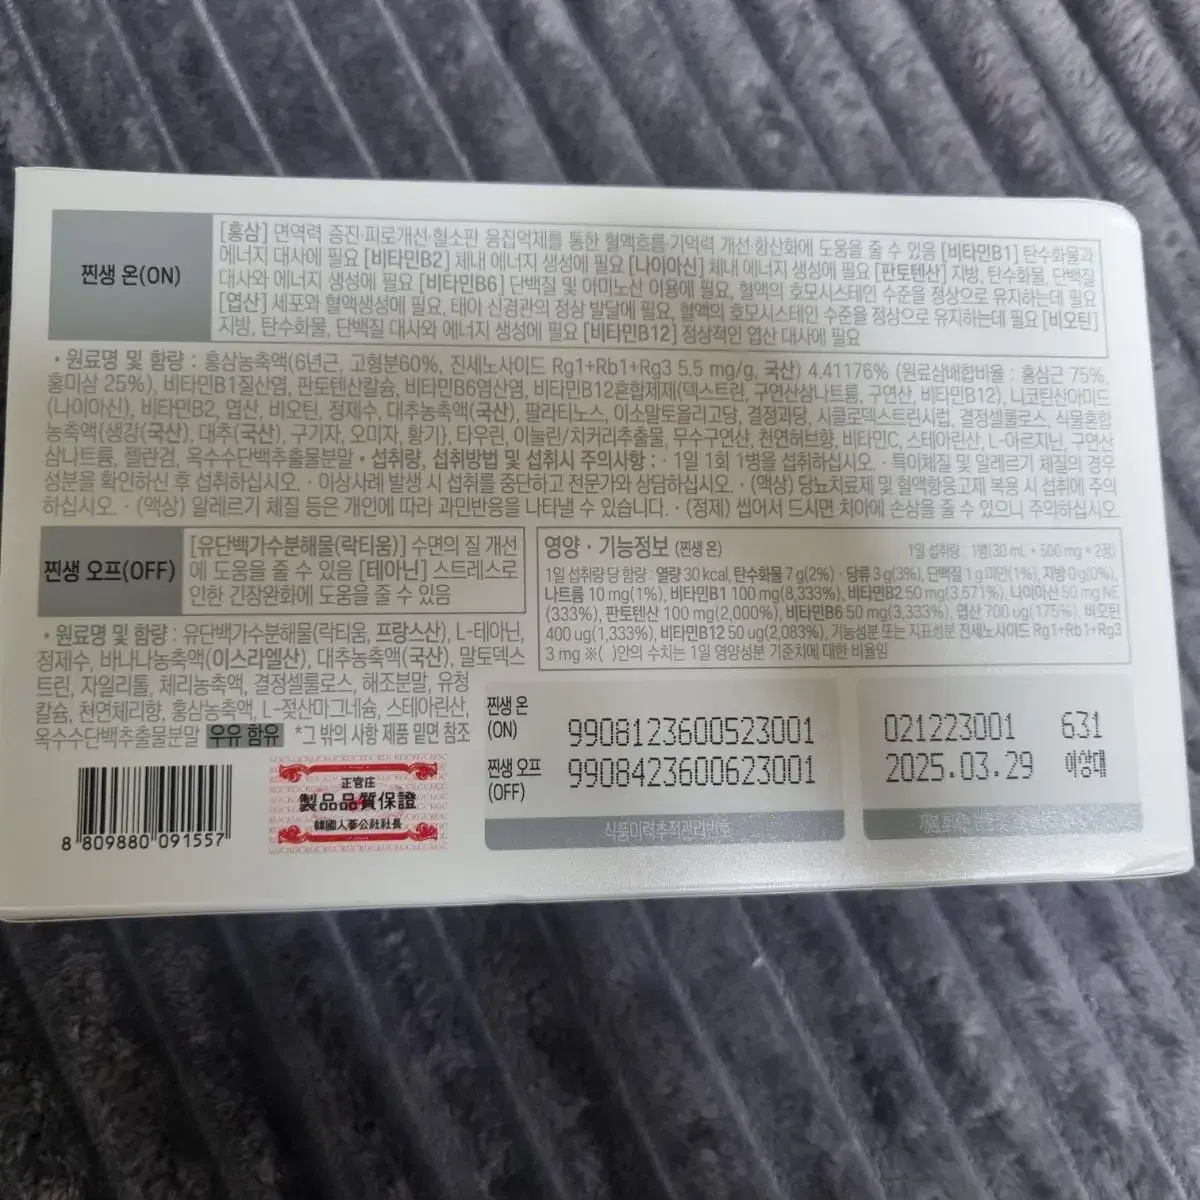 찐생 온(ON)
[홍삼] 면역력 증진·피로개선·혈소판 응집억제를 통한 혈액흐름·기억력 개선·항산화에 도움을 줄 수 있음 [비타민B1] 탄수화물과
에너지 대사에 필요 [비타민B2] 체내 에너지 생성에 필요 [나이아신] 체내 에너지 생성에 필요 [판토텐산] 지방, 탄수화물, 단백질
대사와 에너지 생성에 필요 [비타민B6] 단백질 및 아미노산 이용에 필요, 혈액의 호모시스테인 수준을 정상으로 유지하는데 필요
[엽산] 세포와 혈액생성에 필요, 태아 신경관의 정상 발달에 필요, 혈액의 호모시스테인 수준을 정상으로 유지하는데 필요 [비오틴]
지방, 탄수화물, 단백질 대사와 에너지 생성에 필요 [비타민B12] 정상적인 엽산 대사에 필요
• 원료명 및 함량 : 홍삼농축액(6년근, 고형분60%, 진세노사이드 Rg1+Rb1+Rg3 5.5 mg/g, 국산) 4.41176% (원료삼배합비율 : 홍삼근 75%,
홍미삼 25%), 비타민B1질산염, 판토텐산칼슘, 비타민B6염산염, 비타민B12혼합제제(덱스트린, 구연산삼나트륨, 구연산, 비타민B12), 니코틴산아미드
(나이아신), 비타민B2, 엽산, 비오틴, 정제수, 대추농축액(국산), 팔라티노스, 이소말토올리고당, 결정과당, 시클로덱스트린시럽, 결정셀룰로스, 식물혼합
농축액{생강(국산), 대추(국산), 구기자, 오미자, 황기}, 타우린, 이눌린/치커리추출물, 무수구연산, 천연허브향, 비타민C, 스테아린산, L-아르지닌, 구연산
삼나트륨, 젤란검, 옥수수단백추출물분말 • 섭취량, 섭취방법 및 섭취시 주의사항 : · 1일 1회 1병을 섭취하십시오. · 특이체질 및 알레르기 체질의 경우
성분을 확인하신 후 섭취하십시오. · 이상사례 발생 시 섭취를 중단하고 전문가와 상담하십시오. · (액상) 당뇨치료제 및 혈액항응고제 복용 시 섭취에 주의
하십시오. · (액상) 알레르기 체질 등은 개인에 따라 과민반응을 나타낼 수 있습니다. · (정제) 씹어서 드시면 치아에 손상을 줄 수 있으니 주의하십시오
찐생 오프(OFF)
[유단백가수분해물(락티움)] 수면의 질 개선
에 도움을 줄 수 있음 [테아닌] 스트레스로
인한 긴장완화에 도움을 줄 수 있음
• 원료명 및 함량 : 유단백가수분해물(락티움, 프랑스산), L-테아닌,
정제수, 바나나농축액(이스라엘산), 대추농축액(국산), 말토덱스
트린, 자일리톨, 체리농축액, 결정셀룰로스, 해조분말, 유청
칼슘, 천연체리향, 홍삼농축액, L-젖산마그네슘, 스테아린산,
옥수수단백추출물분말 우유 함유 *그 밖의 사항 제품 밑면 참조
영양 · 기능정보 (찐생 온)
1일 섭취량 : 1병(30 mL + 500 mg × 2정)
1일 섭취량 당 함량 : 열량 30 kcal, 탄수화물 7 g(2%) · 당류 3 g(3%), 단백질 1 g 미만(1%), 지방 0 g(0%),
나트륨 10 mg(1%), 비타민B1 100 mg(8,333%), 비타민B2 50 mg(3,571%), 나이아신 50 mg NE
(333%), 판토텐산 100 mg(2,000%), 비타민B6 50 mg(3,333%), 엽산 700 ug(175%), 비오틴
400 ug(1,333%), 비타민B12 50 ug(2,083%), 기능성분 또는 지표성분 진세노사이드 Rg1+Rb1+Rg3
3 mg ※( )안의 수치는 1일 영양성분 기준치에 대한 비율임
8 809880 091557
正官庄
製品品質保證
韓國人蔘公社社長
찐생 온
(ON)
9908123600523001
찐생 오프
(OFF)
9908423600623001
식품이력추적관리번호
021223001 631
2025.03.29 이상대